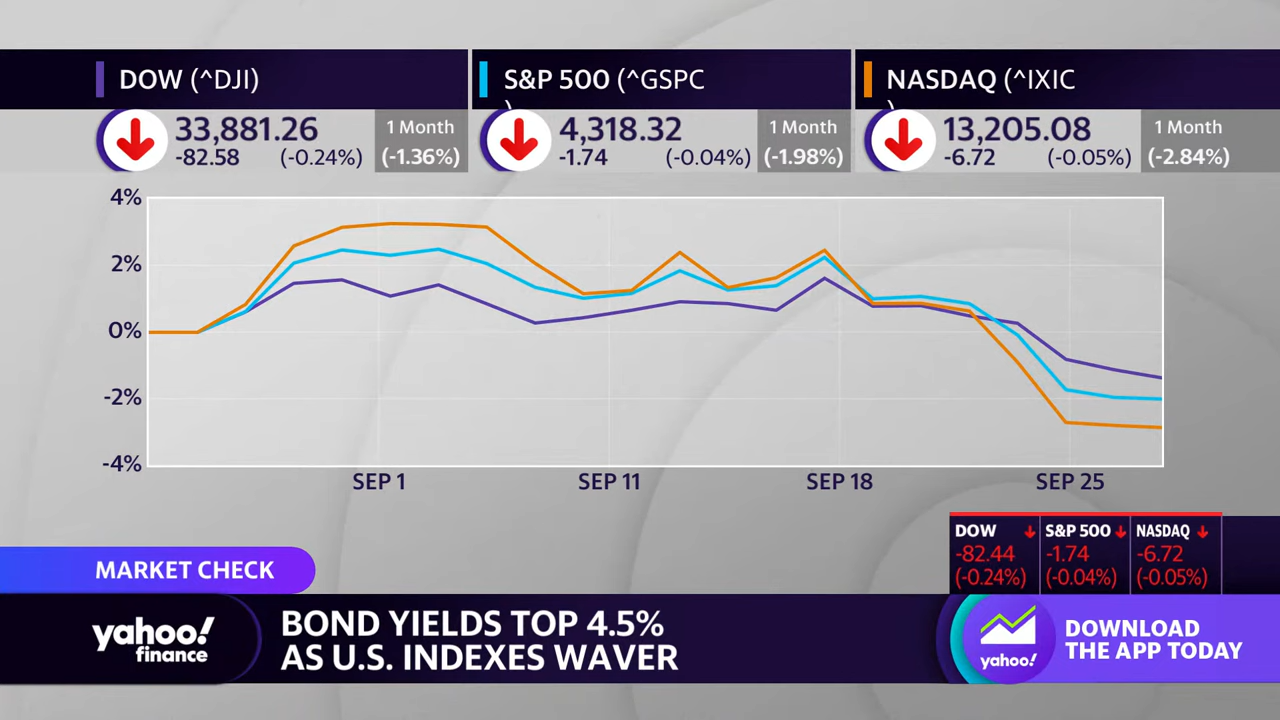 DOW (^DJI)
33,881.26
-82.58 (-0.24%)
1 Month
(-1.36%)
S&P 500 (^GSPC
)
4,318.32
-1.74 (-0.04%)
1 Month
(-1.98%)
NASDAQ (^IXIC
)
13,205.08
-6.72 (-0.05%)
1 Month
(-2.84%)
4%
2%
0%
-2%
-4%
SEP 1 SEP 11 SEP 18 SEP 25
DOW
-82.44
(-0.24%)
S&P 500
-1.74
(-0.04%)
NASDAQ
-6.72
(-0.05%)
MARKET CHECK
yahoo!
finance
BOND YIELDS TOP 4.5%
AS U.S. INDEXES WAVER
yahoo!
DOWNLOAD
THE APP TODAY